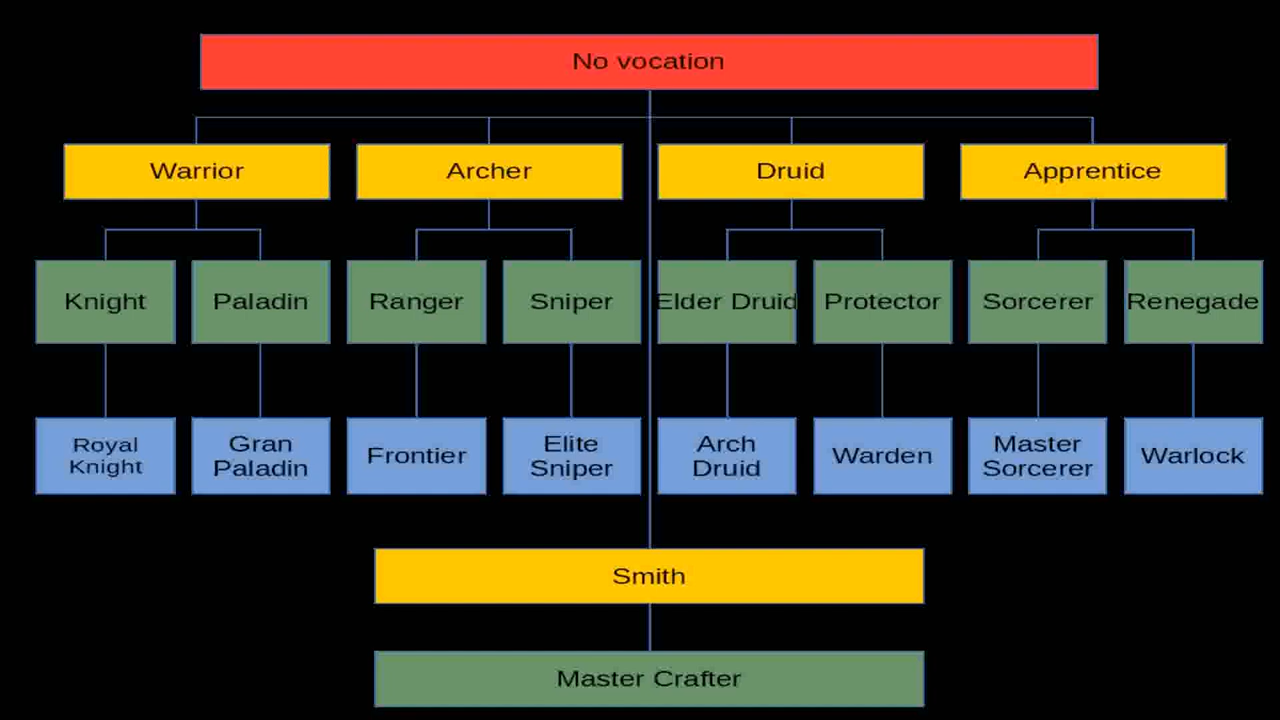 No vocation
Warrior
Archer
Druid
Apprentice
Knight
Paladin
Ranger
Sniper
Elder Druid
Protector
Sorcerer
Renegade
Royal
Knight
Gran
Paladin
Frontier
Elite
Sniper
Arch
Druid
Warden
Master
Sorcerer
Warlock
Smith
Master Crafter